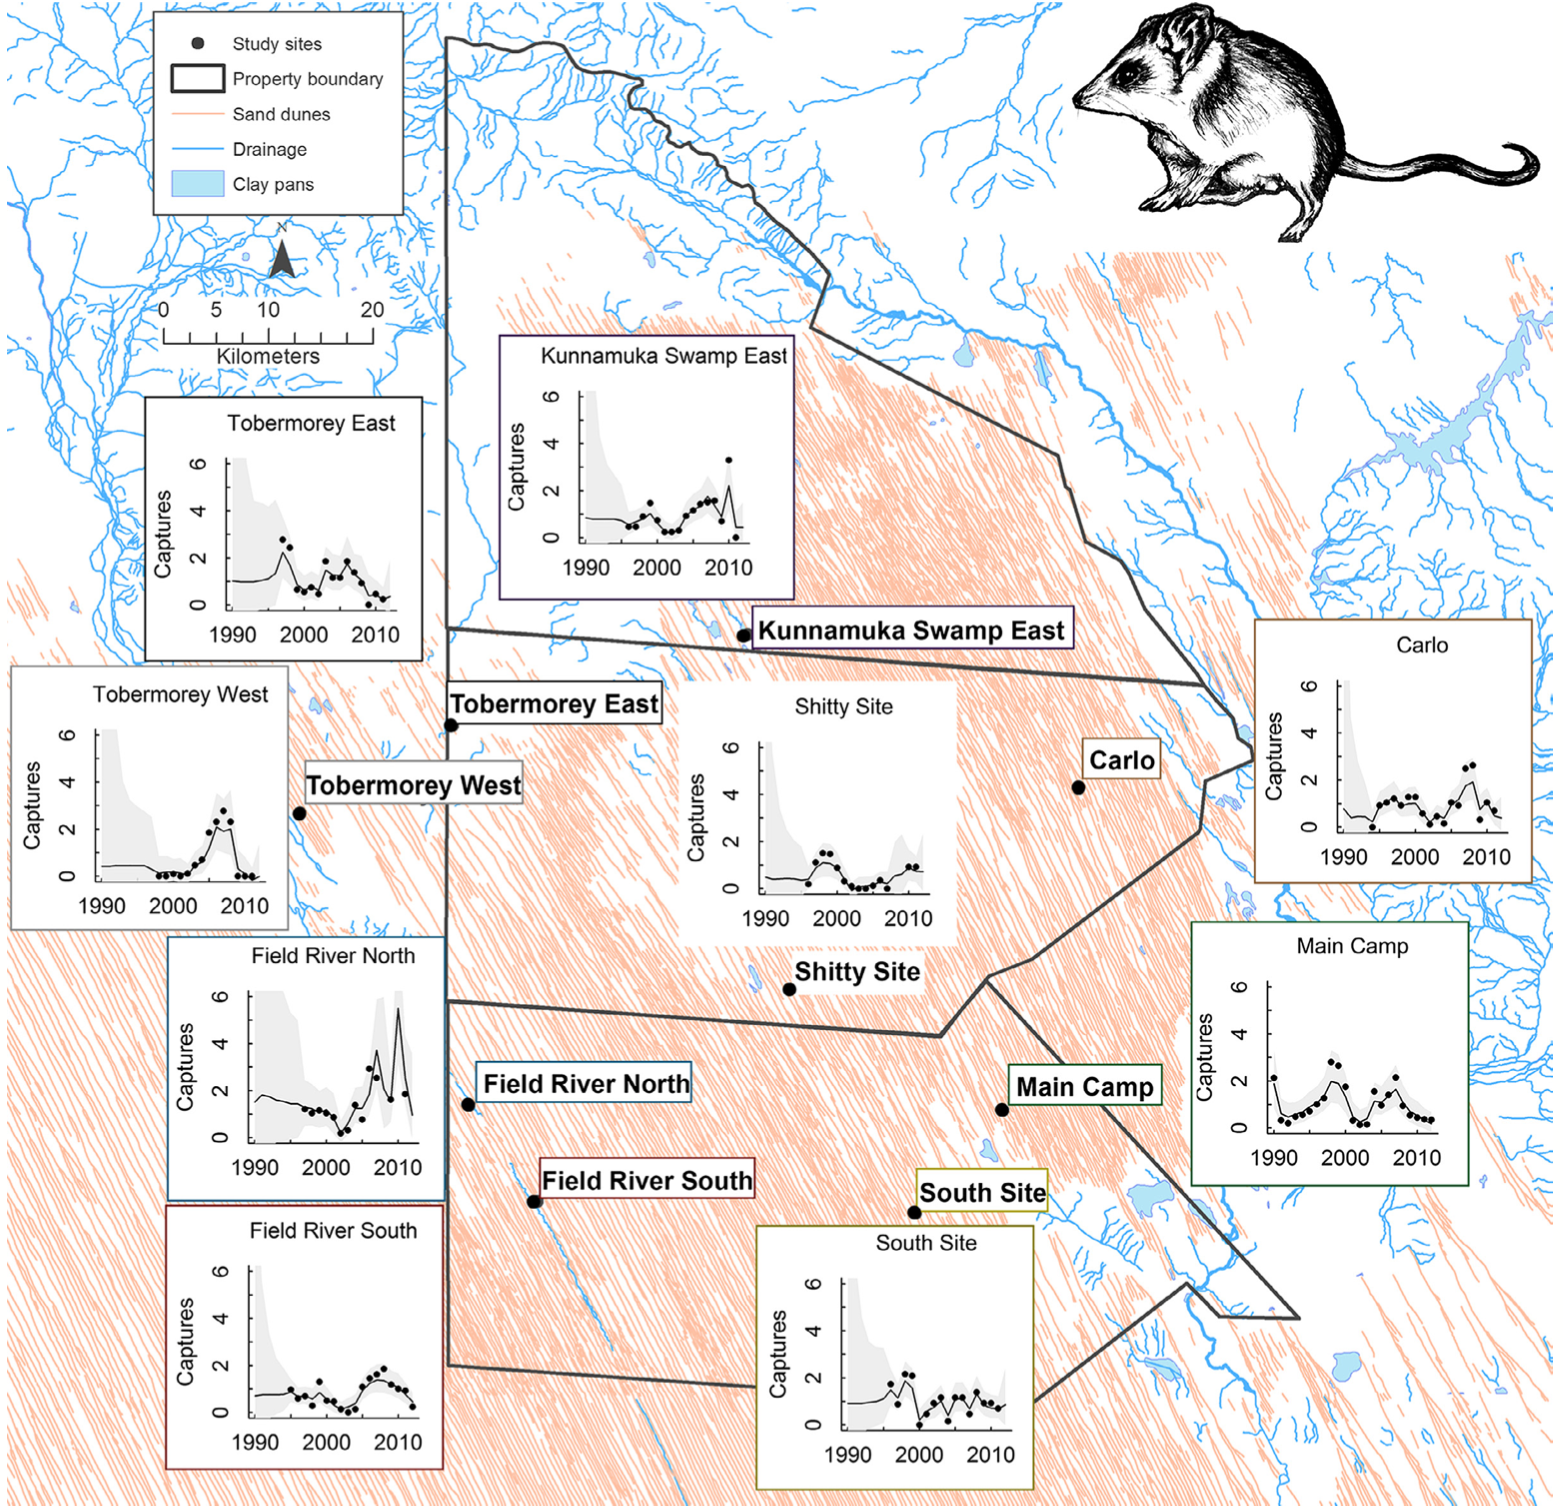 Study sites
Property boundary
Sand dunes
Drainage
Clay pans
N
0 5 10 20
Kilometers
Kunnamuka Swamp East
Captures
6
4
2
0
1990 2000 2010
Tobermorey East
Captures
6
4
2
0
1990 2000 2010
Kunnamuka Swamp East
Tobermorey East
Tobermorey West
Captures
6
4
2
0
1990 2000 2010
Tobermorey West
Shitty Site
Captures
6
4
2
0
1990 2000 2010
Carlo
Carlo
Captures
6
4
2
0
1990 2000 2010
Shitty Site
Field River North
Captures
6
4
2
0
1990 2000 2010
Field River North
Main Camp
Main Camp
Captures
6
4
2
0
1990 2000 2010
Field River South
South Site
Field River South
Captures
6
4
2
0
1990 2000 2010
South Site
Captures
6
4
2
0
1990 2000 2010